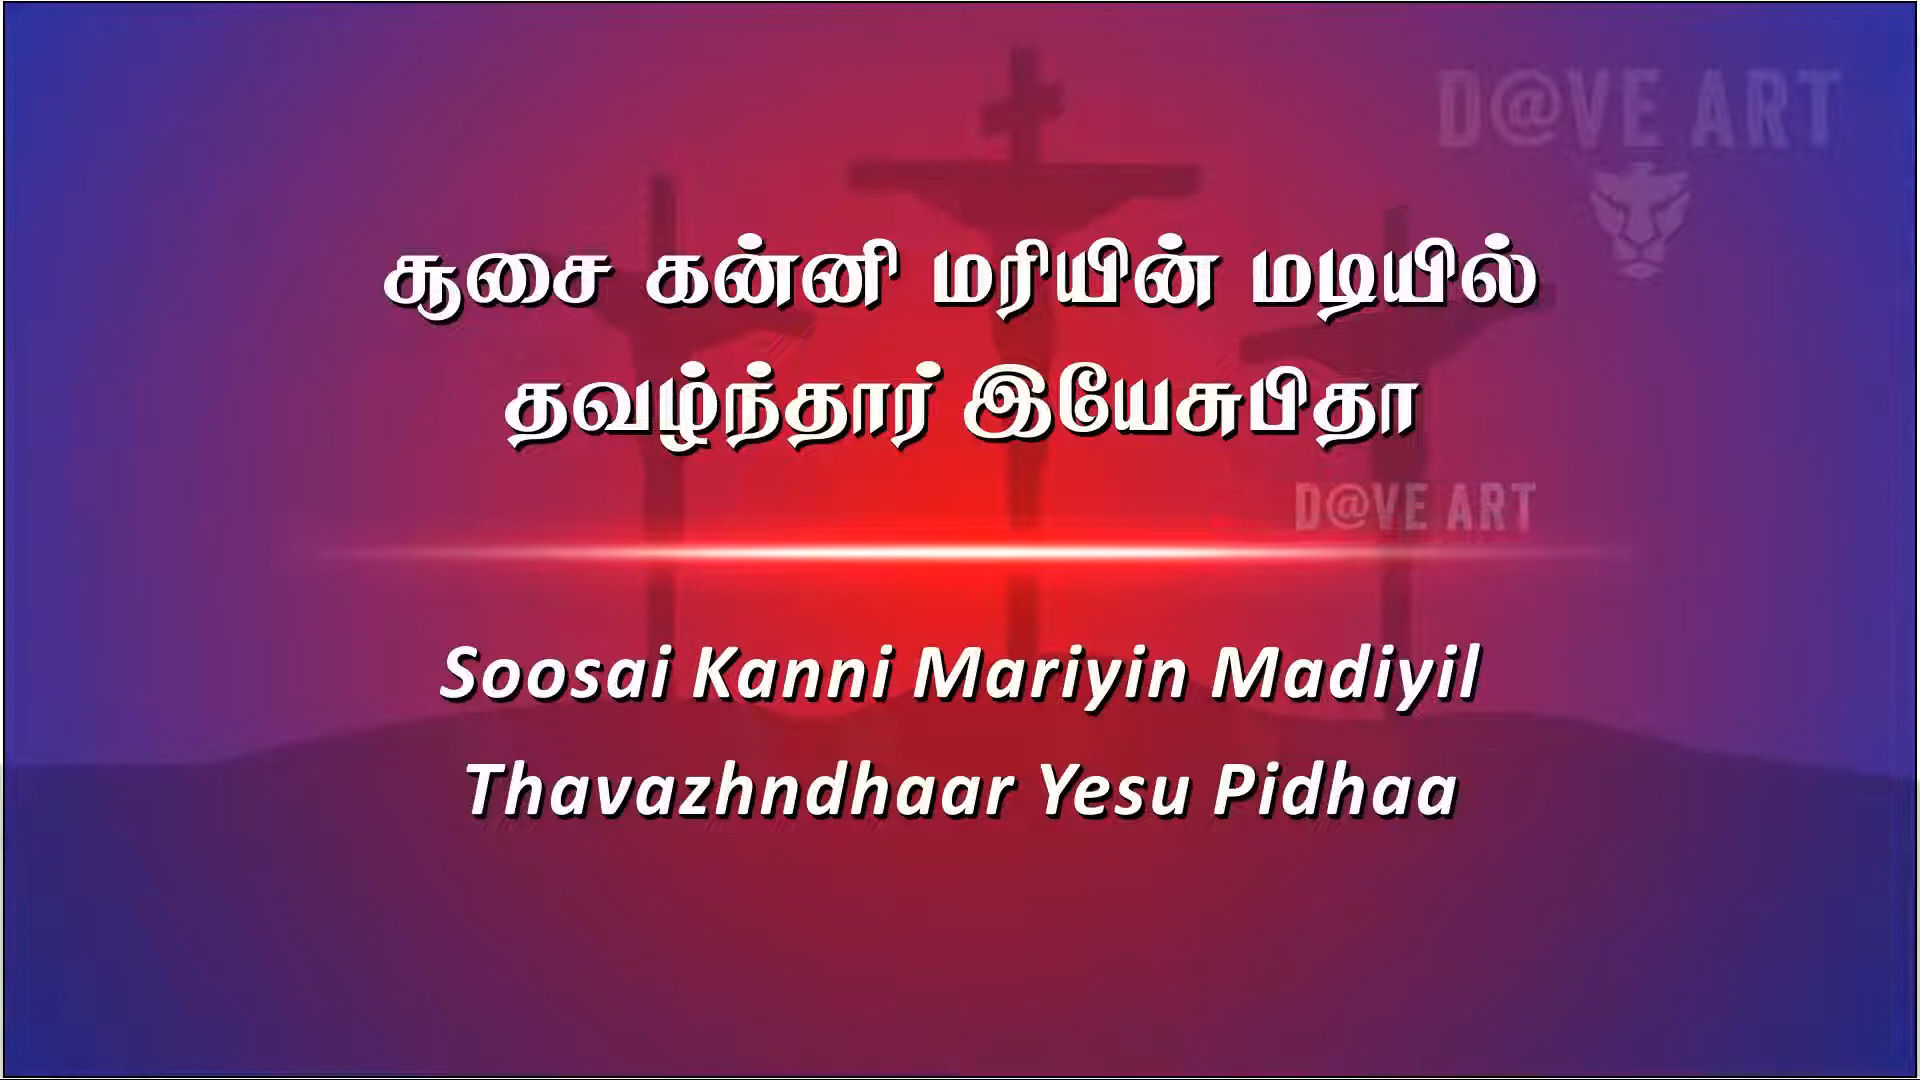 D@VE ART
சூசை கன்னி மரியின் மடியில்
தவழ்ந்தார் இயேசுபிதா
D@VE ART
Soosai Kanni Mariyin Madiyil
Thavazhndhaar Yesu Pidhaa